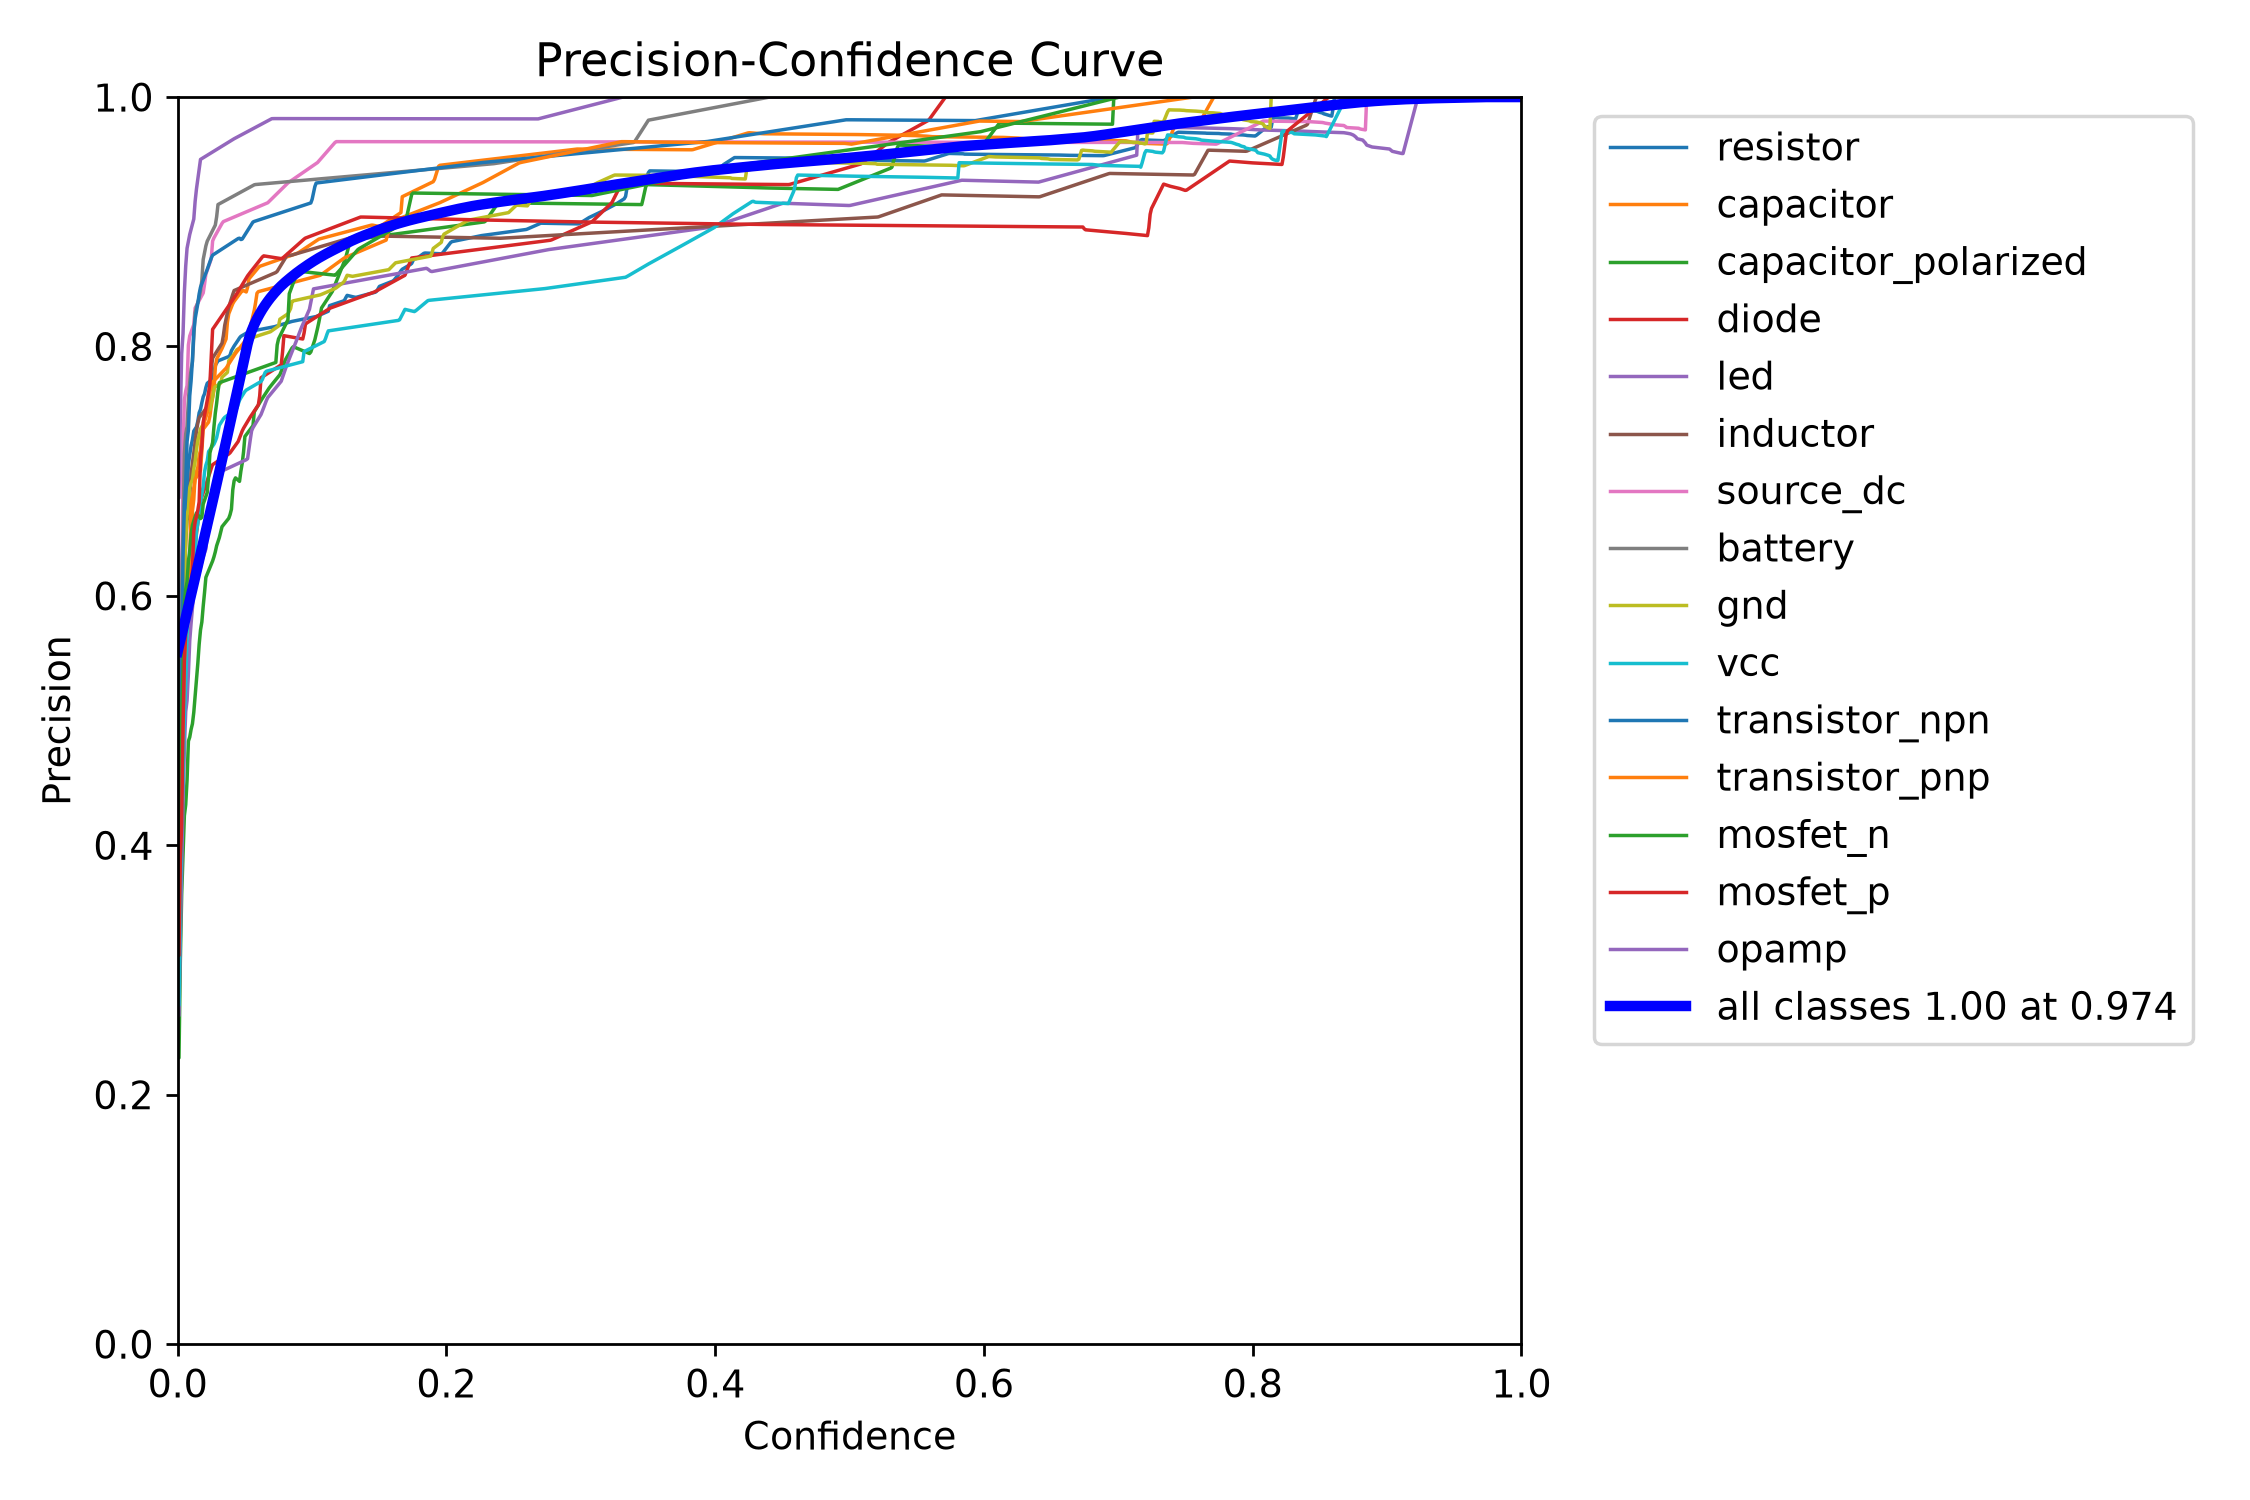 Precision-Confidence Curve
1.0
0.8
0.6
0.4
0.2
0.0
Precision
0.0 0.2 0.4 0.6 0.8 1.0
Confidence
resistor
capacitor
capacitor_polarized
diode
led
inductor
source_dc
battery
gnd
vcc
transistor_npn
transistor_pnp
mosfet_n
mosfet_p
opamp
all classes 1.00 at 0.974